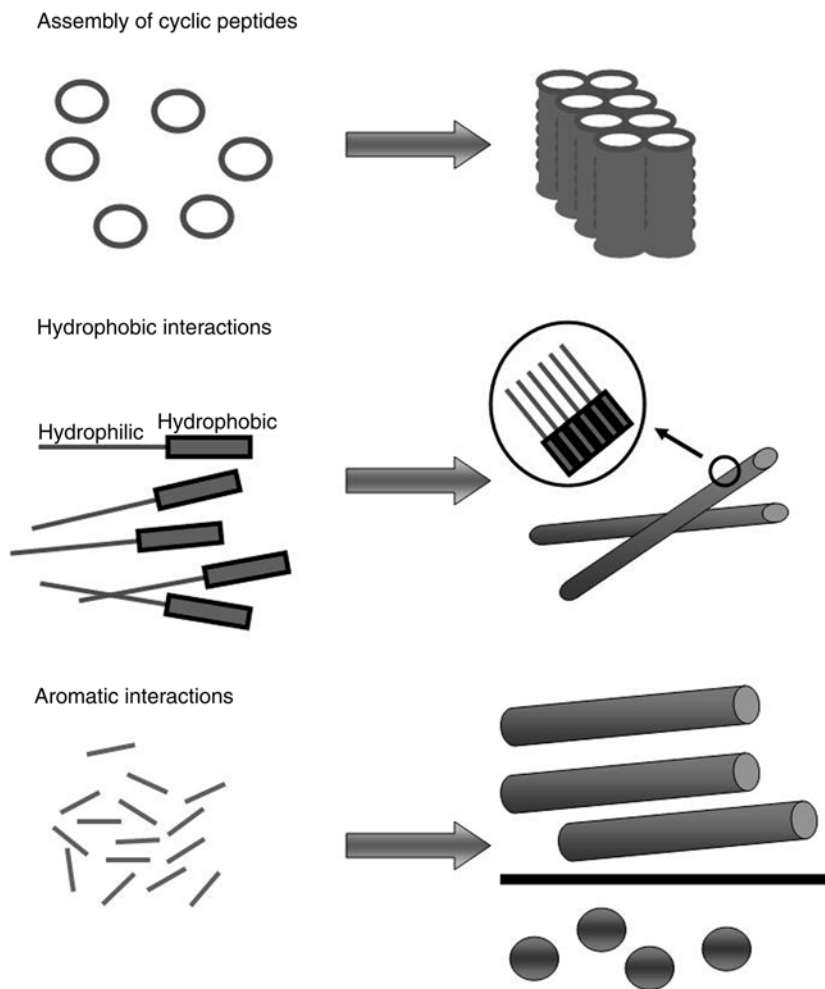 Assembly of cyclic peptides
Hydrophobic interactions
Hydrophilic Hydrophobic
Aromatic interactions